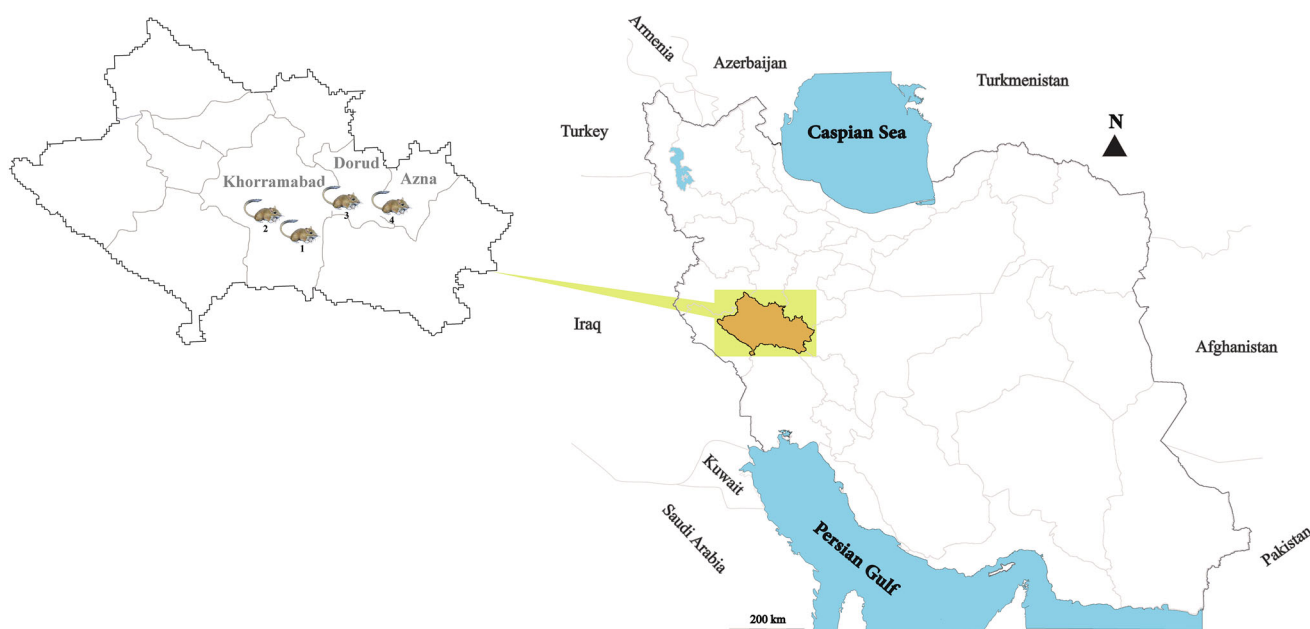 Armenia
Azerbaijan
Turkmenistan
Turkey
Caspian Sea
N
Dorud
Khorramabad
Azna
2
3
4
1
Iraq
Afghanistan
Kuwait
Saudi Arabia
Persian Gulf
Pakistan
200 km